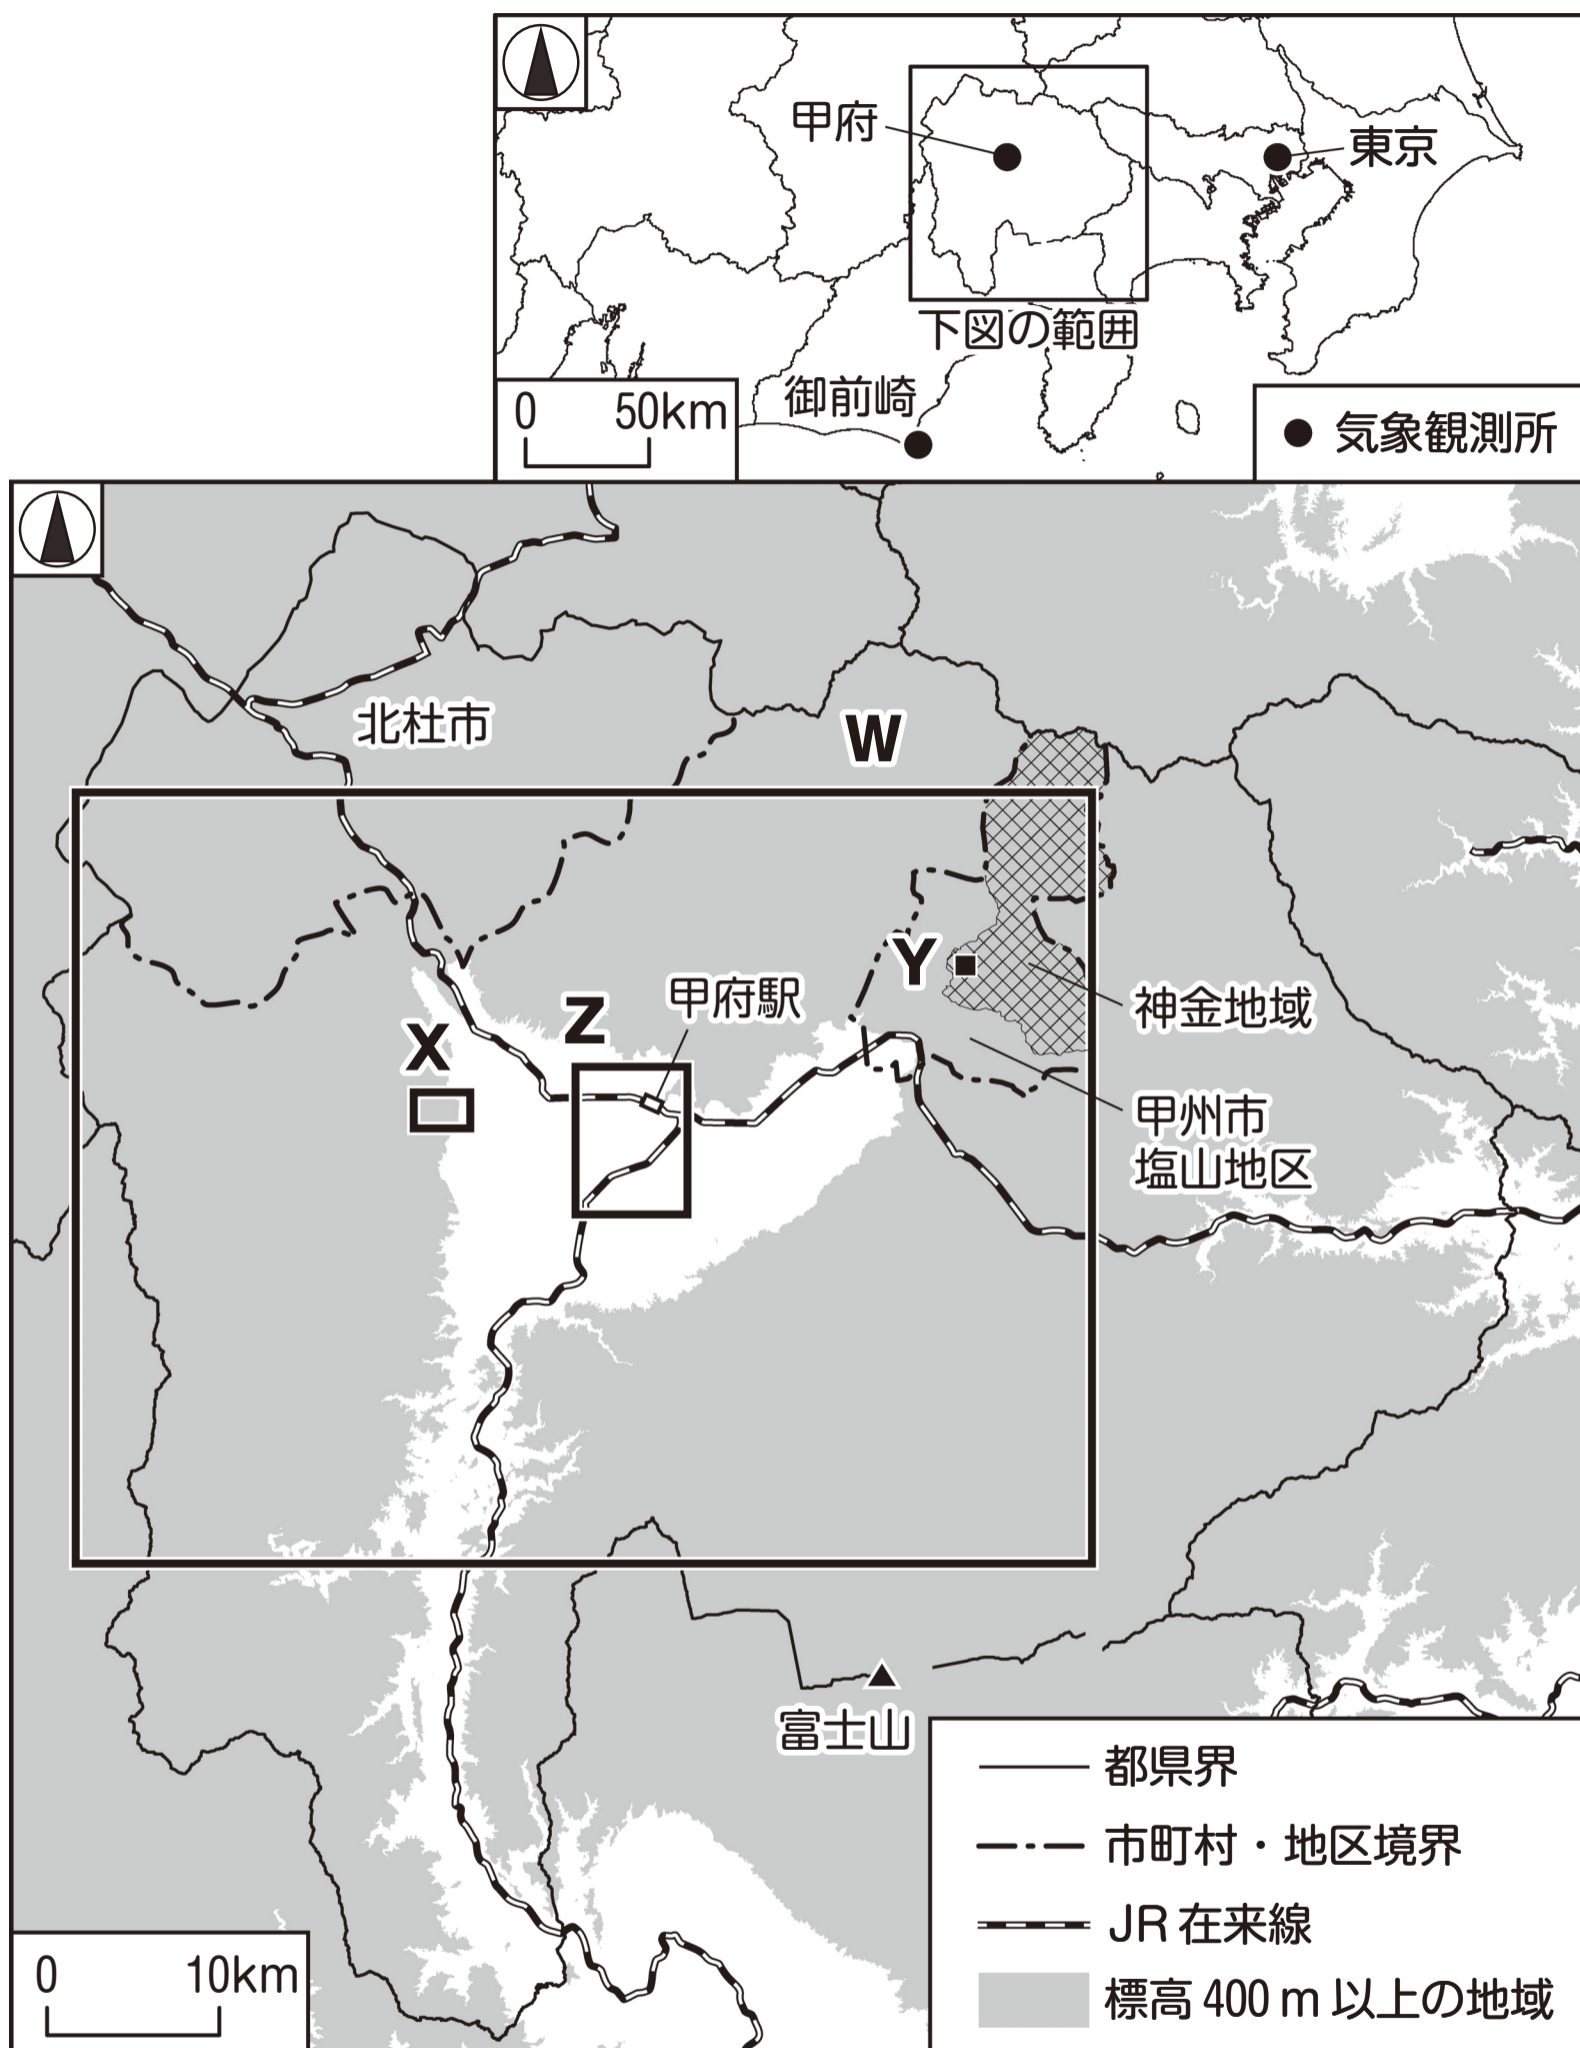 甲府
東京
下図の範囲
御前崎
0 50km
気象観測所
北杜市
W
Y
神金地域
甲府駅
Z
X
甲州市
塩山地区
富士山
都県界
市町村・地区境界
JR在来線
標高400m以上の地域
0 10km